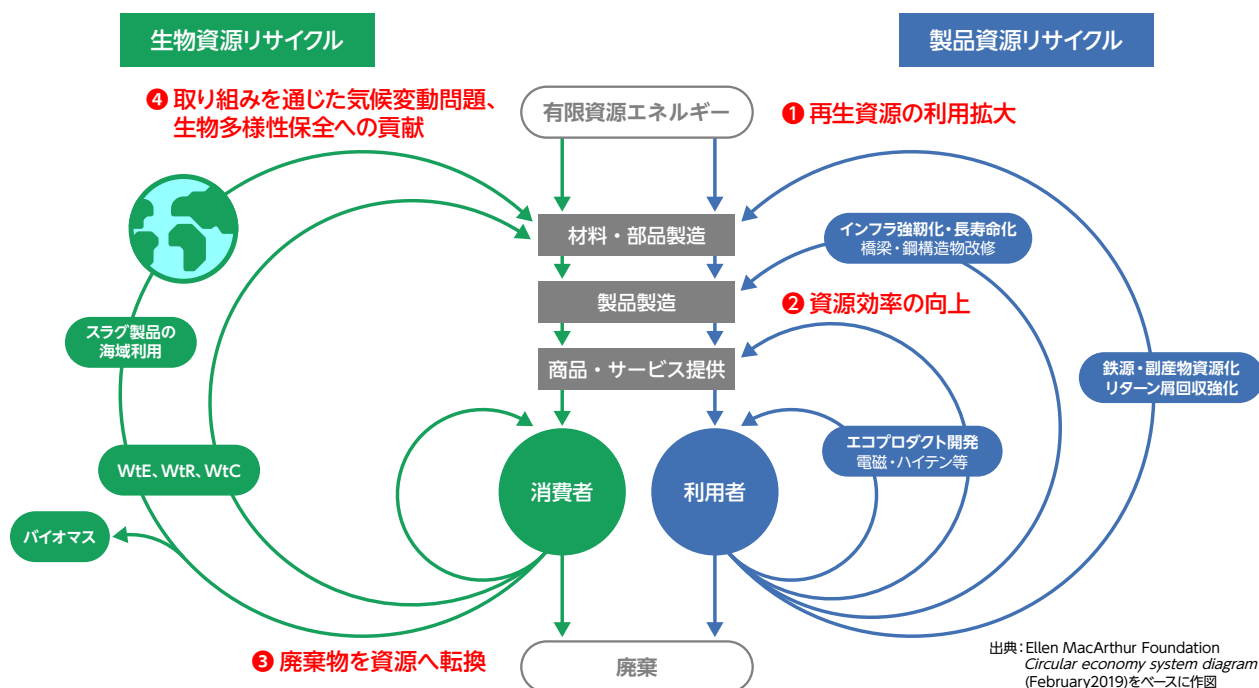 生物資源リサイクル
製品資源リサイクル
❹ 取り組みを通じた気候変動問題、
生物多様性保全への貢献
有限資源エネルギー
❶ 再生資源の利用拡大
材料・部品製造
インフラ強靭化・長寿命化
橋梁・鋼構造物改修
製品製造
❷ 資源効率の向上
スラグ製品の
海域利用
商品・サービス提供
鉄源・副産物資源化
リターン屑回収強化
エコプロダクト開発
電磁・ハイテン等
WtE、WtR、WtC
消費者
利用者
バイオマス
❸ 廃棄物を資源へ転換
廃棄
出典：Ellen MacArthur Foundation
Circular economy system diagram
(February2019)をベースに作図